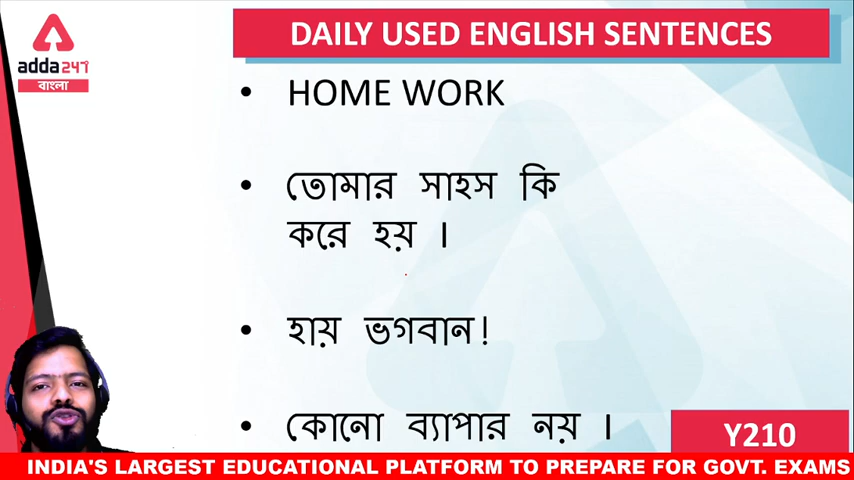 adda247
বাংলা
DAILY USED ENGLISH SENTENCES
• HOME WORK
• তোমার সাহস কি
করে হয় ।
• হায় ভগবান!
• কোনো ব্যাপার নয় ।
Y210
INDIA'S LARGEST EDUCATIONAL PLATFORM TO PREPARE FOR GOVT. EXAMS